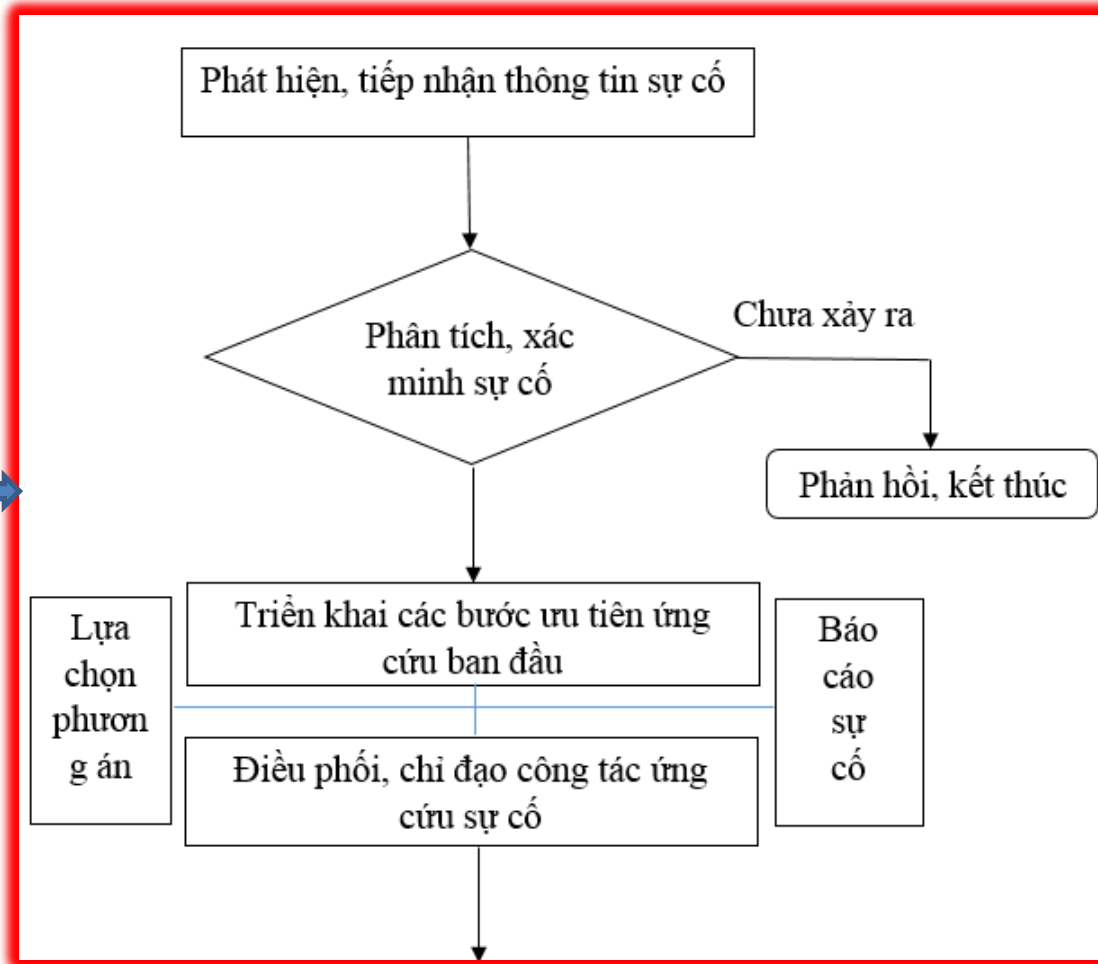 Phát hiện, tiếp nhận thông tin sự cố
Chưa xảy ra
Phân tích, xác
minh sự cố
Phản hồi, kết thúc
Lựa
chọn
phươn
g án
Triển khai các bước ưu tiên ứng
cứu ban đầu
Báo
cáo
sự
cố
Điều phối, chỉ đạo công tác ứng
cứu sự cố